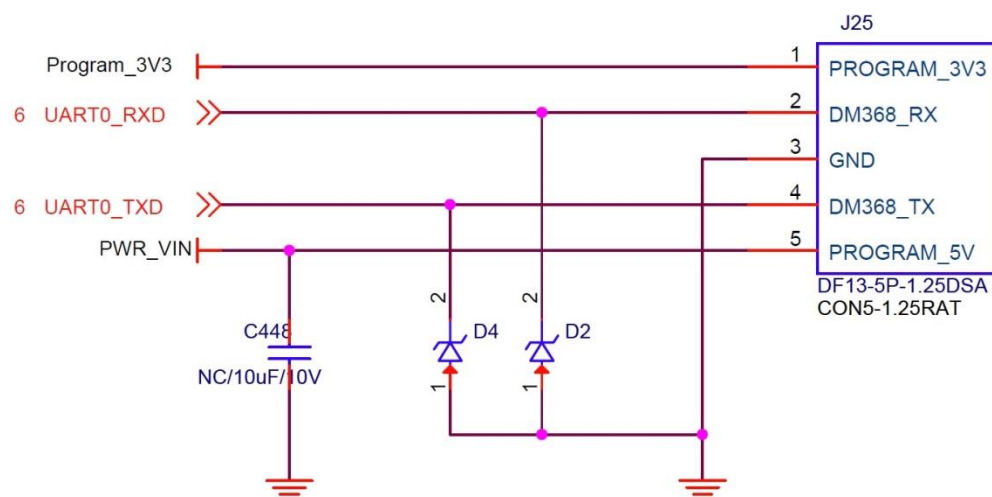 J25
Program_3V3
1
PROGRAM_3V3
6 UART0_RXD
2
DM368_RX
3
GND
6 UART0_TXD
4
DM368_TX
PWR_VIN
5
PROGRAM_5V
DF13-5P-1.25DSA
CON5-1.25RAT
2
2
C448
D4
D2
NC/10uF/10V
1
1